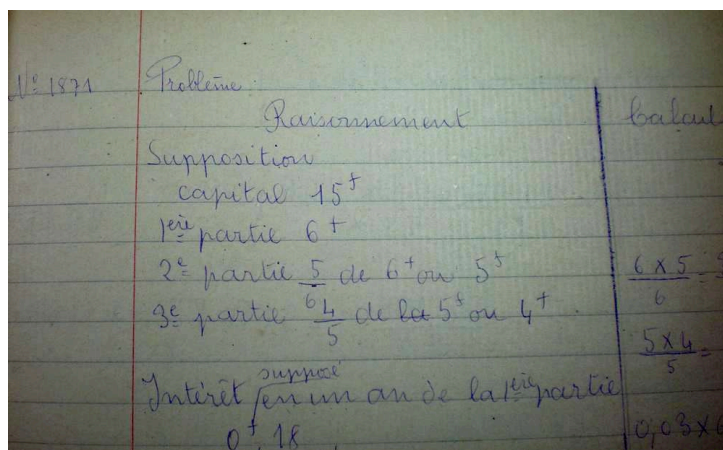 Nº 1871 Problème.
Raisonnement Calcul
Supposition
capital 15f
1ère partie 6f
2e partie 5/6 de 6f ou 5f 6 x 5 / 6 =
3e partie 4/5 de la 5f ou 4f 5 x 4 / 5 =
supposé
Intérêt en un an de la 1ère partie
0f,18. 0,03 x 6